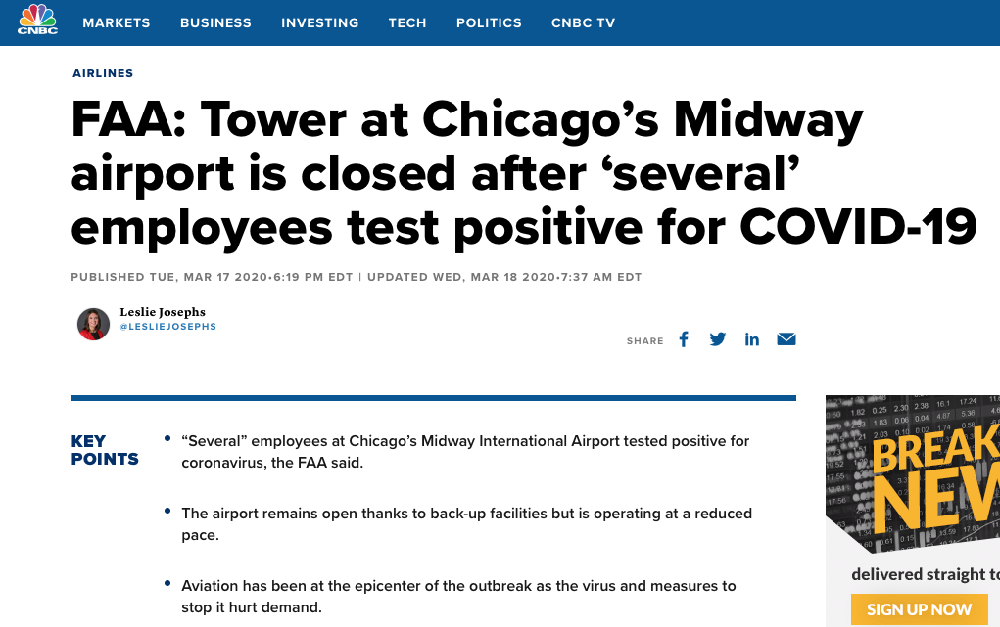 CNBC
MARKETS BUSINESS INVESTING TECH POLITICS CNBC TV
AIRLINES
FAA: Tower at Chicago’s Midway
airport is closed after ‘several’
employees test positive for COVID-19
PUBLISHED TUE, MAR 17 2020•6:19 PM EDT | UPDATED WED, MAR 18 2020•7:37 AM EDT
Leslie Josephs
@LESLIEJOSEPHS
SHARE
KEY
POINTS
• “Several” employees at Chicago’s Midway International Airport tested positive for
coronavirus, the FAA said.
• The airport remains open thanks to back-up facilities but is operating at a reduced
pace.
• Aviation has been at the epicenter of the outbreak as the virus and measures to
stop it hurt demand.
BREAK
NEW
delivered straight to
SIGN UP NOW